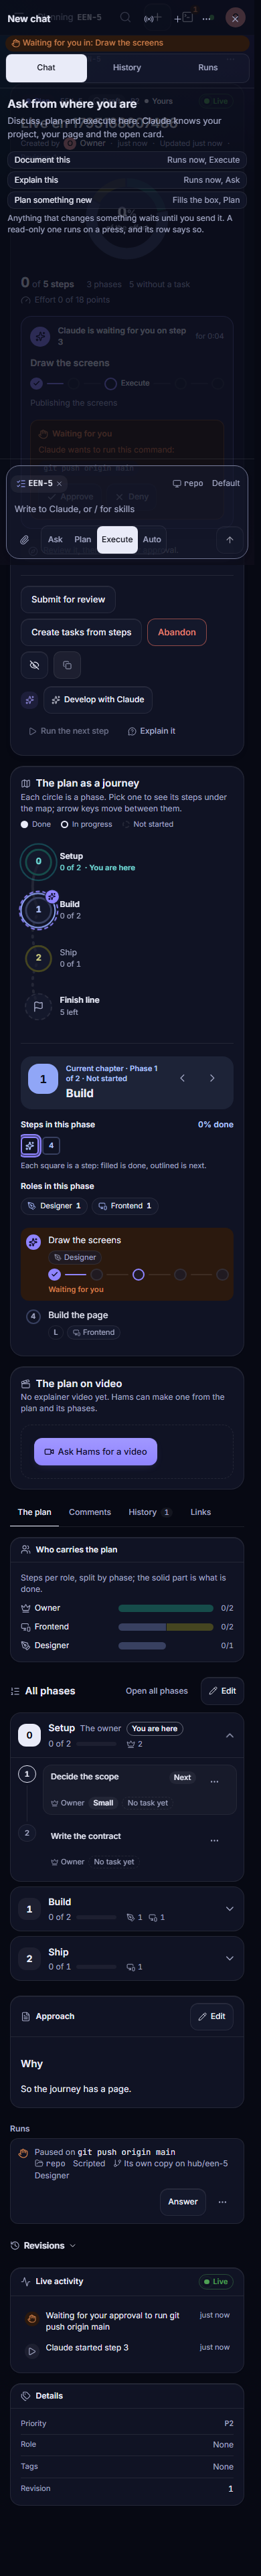 New chat
EEN-5
Waiting for you in: Draw the screens
Chat
History
Runs
Ask from where you are
Yours
Live
Discuss, plan and execute here. Claude knows your project, your page and the open card.
Created by Owner · just now · Updated just now
Document this
Runs now, Execute
Explain this
Runs now, Ask
Plan something new
Fills the box, Plan
Anything that changes something waits until you send it. A read-only one runs on a press, and its row says so.
0 of 5 steps
3 phases
5 without a task
Effort 0 of 18 points
Claude is waiting for you on step 3
for 0:04
Draw the screens
Execute
Publishing the screens
Waiting for you
Claude wants to run this command:
git push origin main
EEN-5
repo
Default
Write to Claude, or / for skills
Approve
Deny
Ask
Plan
Execute
Auto
Submit for review
Create tasks from steps
Abandon
Develop with Claude
Run the next step
Explain it
The plan as a journey
Each circle is a phase. Pick one to see its steps under the map; arrow keys move between them.
Done
In progress
Not started
0
Setup
0 of 2 · You are here
1
Build
0 of 2
2
Ship
0 of 1
Finish line
5 left
1
Current chapter · Phase 1 of 2 · Not started
Build
Steps in this phase
0% done
4
Each square is a step: filled is done, outlined is next.
Roles in this phase
Designer 1
Frontend 1
Draw the screens
Designer
Waiting for you
4
Build the page
L
Frontend
The plan on video
No explainer video yet. Hams can make one from the plan and its phases.
Ask Hams for a video
The plan
Comments
History 1
Links
Who carries the plan
Steps per role, split by phase; the solid part is what is done.
Owner
0/2
Frontend
0/2
Designer
0/1
All phases
Open all phases
Edit
0
Setup
The owner
You are here
0 of 2
2
1
Decide the scope
Next
Owner
Small
No task yet
2
Write the contract
Owner
No task yet
1
Build
0 of 2
1
1
2
Ship
0 of 1
1
Approach
Edit
Why
So the journey has a page.
Runs
Paused on git push origin main
repo
Scripted
Its own copy on hub/een-5
Designer
Answer
Revisions
Live activity
Live
Waiting for your approval to run git push origin main
just now
Claude started step 3
just now
Details
Priority
P2
Role
None
Tags
None
Revision
1